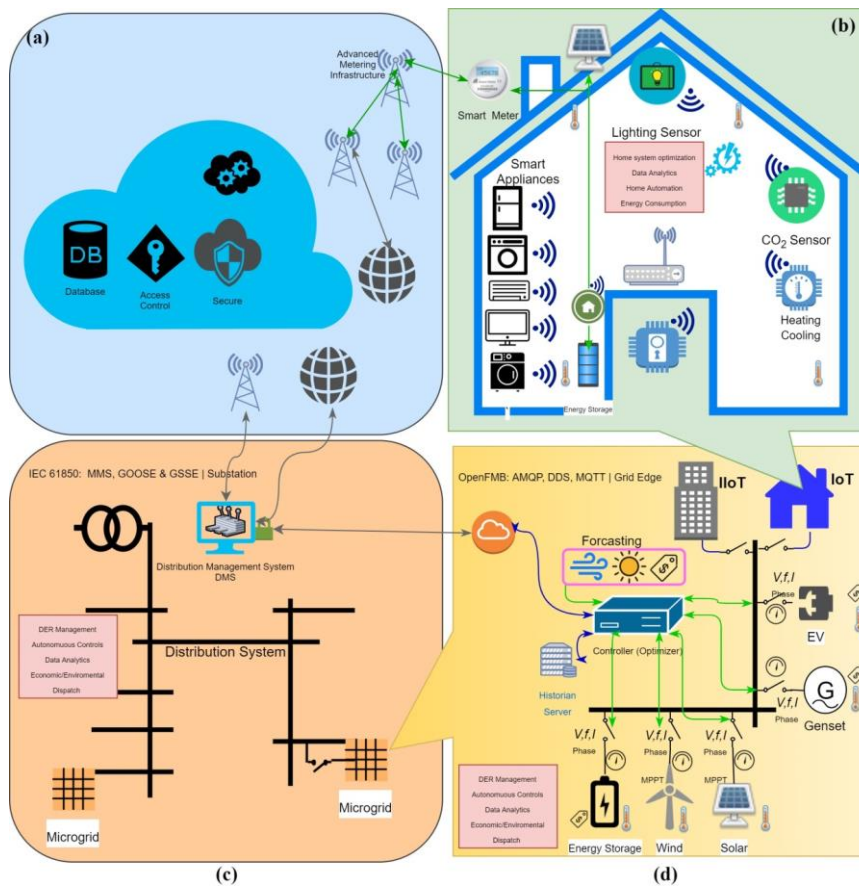 (a)
Advanced
Metering
Infrastructure
DB
Database
Access
Control
Secure
(b)
Smart Meter
Lighting Sensor
Home system optimization
Data Analytics
Home Automation
Energy Consumption
Smart
Appliances
CO2 Sensor
Heating
Cooling
Energy Storage
IEC 61850: MMS, GOOSE & GSSE | Substation
Distribution Management System
DMS
DER Management
Autonomuous Controls
Data Analytics
Economic/Enviromental
Dispatch
Distribution System
Microgrid
Microgrid
(c)
OpenFMB: AMQP, DDS, MQTT | Grid Edge
IIoT
IoT
Forcasting
$
Controller (Optimizer)
Historian
Server
V,f,I
Phase
i
EV
$
V,f,I
Phase
i
G
Genset
$
V,f,I
Phase
i
V,f,I
Phase
i
V,f,I
Phase
i
MPPT
MPPT
DER Management
Autonomuous Controls
Data Analytics
Economic/Enviromental
Dispatch
$
Energy Storage
Wind
Solar
(d)